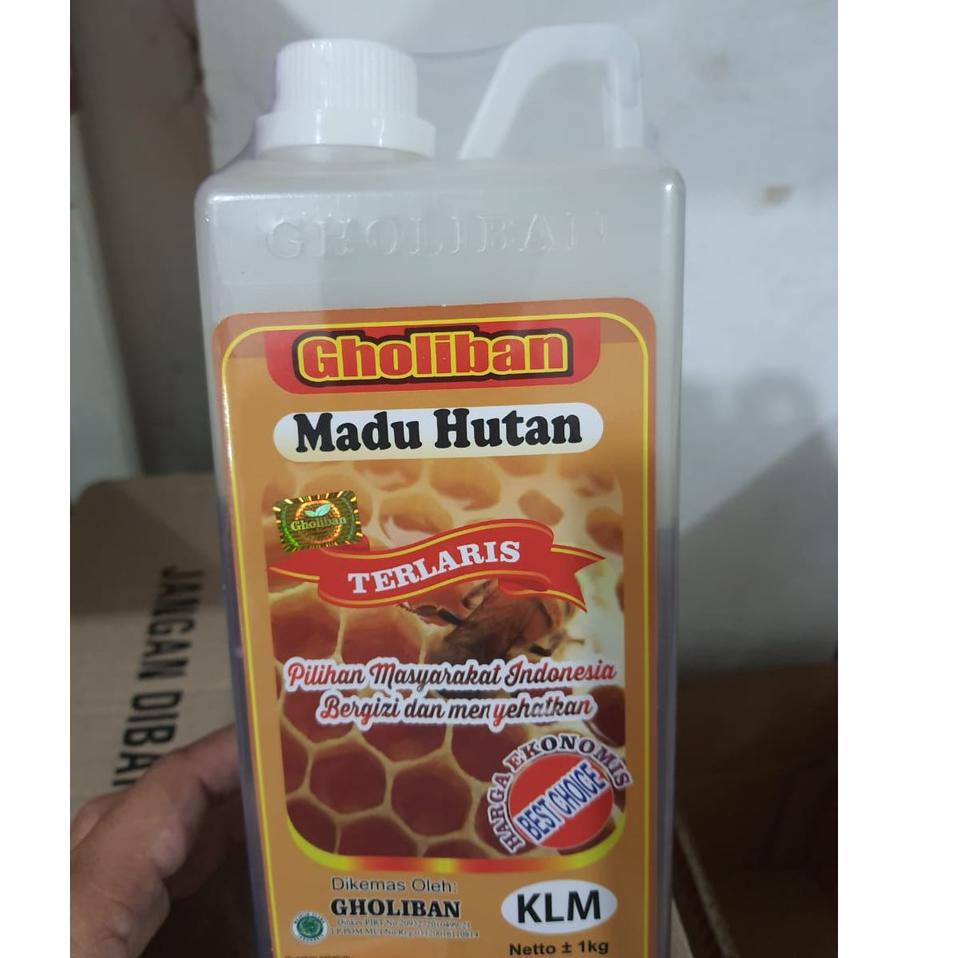 GHOLIBAN
Gholiban
Madu Hutan
Gholiban
TERLARIS
Pilihan Masyarakat Indonesia
Bergizi dan menyehatkan
HARGA EKONOMIS
BEST CHOICE
Dikemas Oleh:
GHOLIBAN
KLM
Netto ± 1kg
JANGAN DIBA